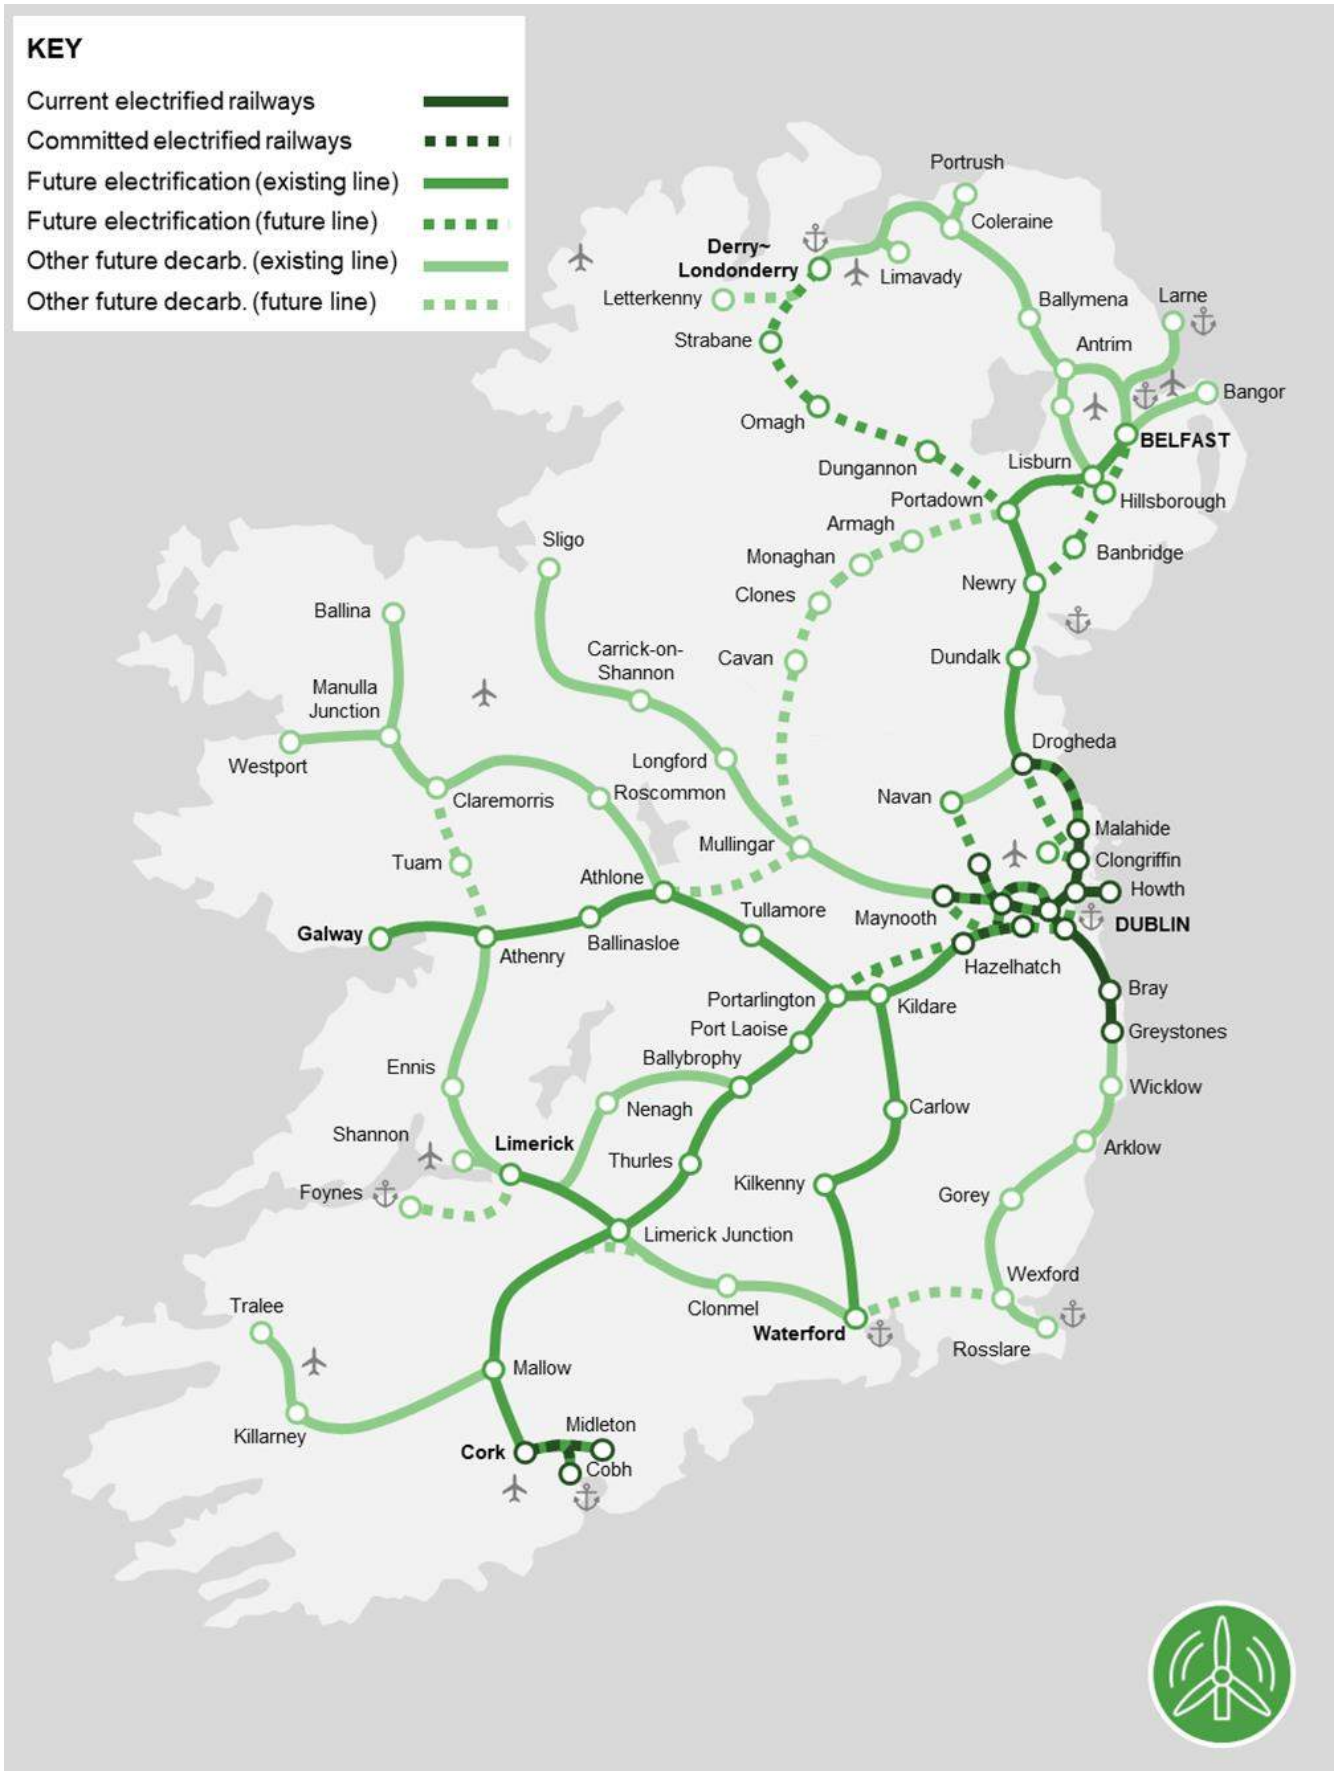 KEY
Current electrified railways
Committed electrified railways
Future electrification (existing line)
Future electrification (future line)
Other future decarb. (existing line)
Other future decarb. (future line)
Portrush
Coleraine
Derry~
Londonderry
Limavady
Letterkenny
Ballymena
Larne
Strabane
Antrim
Bangor
Omagh
BELFAST
Dungannon
Lisburn
Portadown
Hillsborough
Armagh
Sligo
Monaghan
Banbridge
Newry
Clones
Ballina
Carrick-on-
Shannon
Cavan
Dundalk
Manulla
Junction
Drogheda
Westport
Longford
Claremorris
Roscommon
Navan
Malahide
Mullingar
Clongriffin
Tuam
Athlone
Howth
Tullamore
Maynooth
DUBLIN
Galway
Ballinasloe
Athenry
Hazelhatch
Bray
Portarlington
Kildare
Port Laoise
Greystones
Ballybrophy
Ennis
Wicklow
Nenagh
Carlow
Shannon
Limerick
Arklow
Thurles
Kilkenny
Foynes
Gorey
Limerick Junction
Wexford
Tralee
Clonmel
Waterford
Rosslare
Mallow
Midleton
Killarney
Cork
Cobh